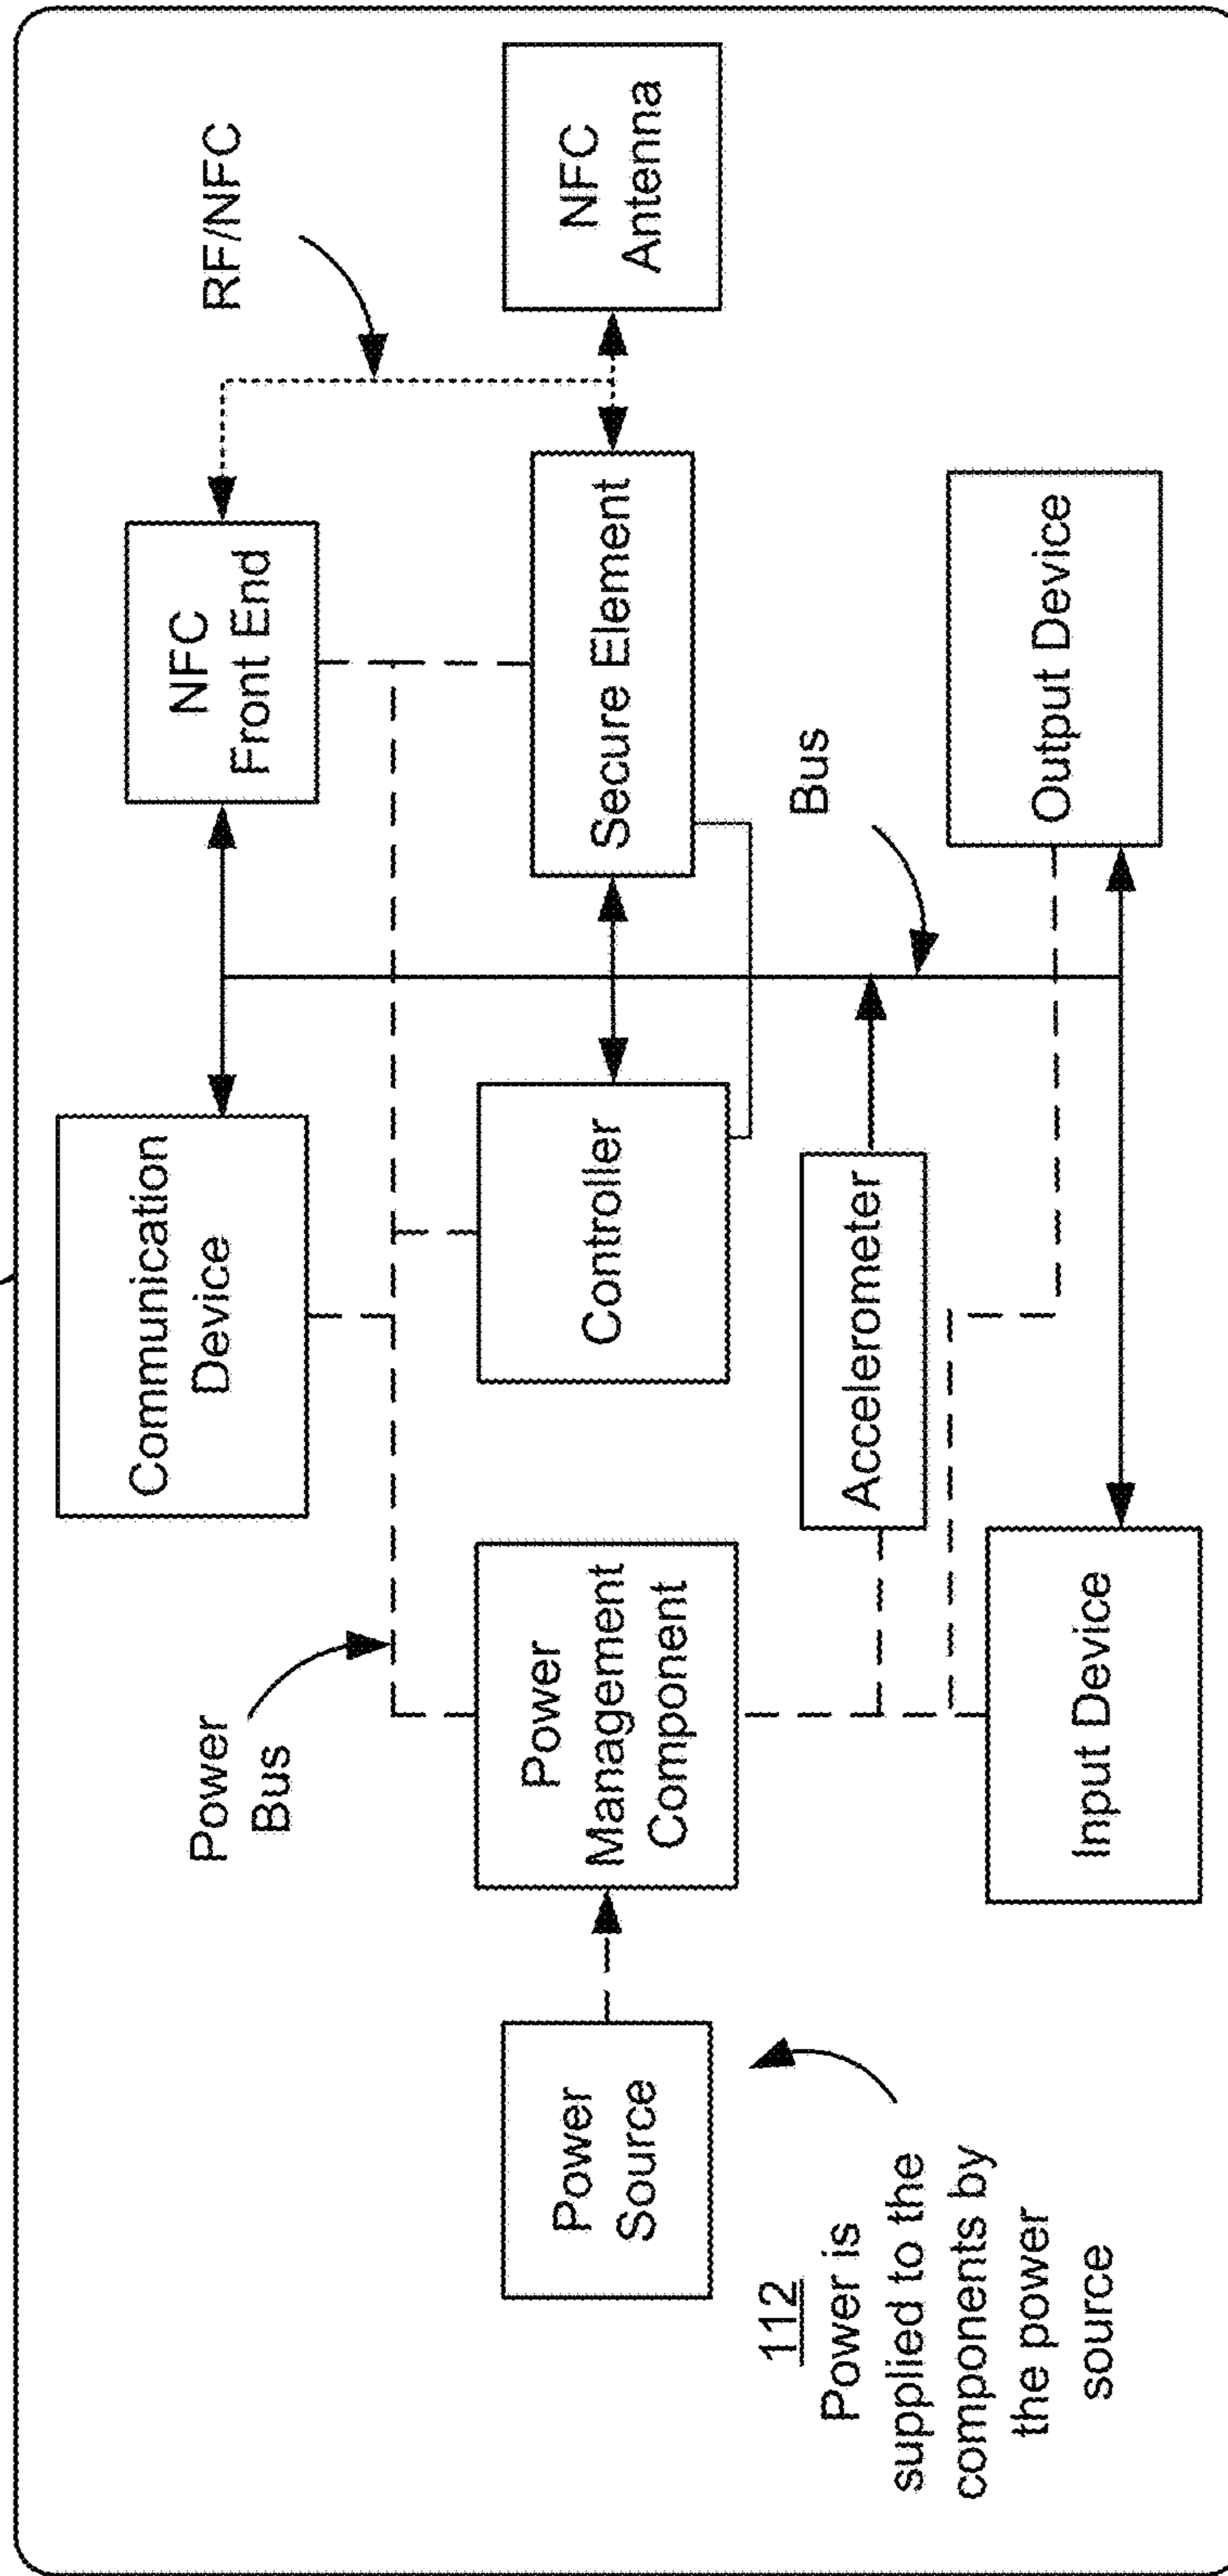 Communication
Device
NFC
Front End
RF/NFC
Power
Bus
Power
Source
Power
Management
Component
Controller
Secure Element
NFC
Antenna
112
Power is
supplied to the
components by
the power
source
Accelerometer
Bus
Input Device
Output Device